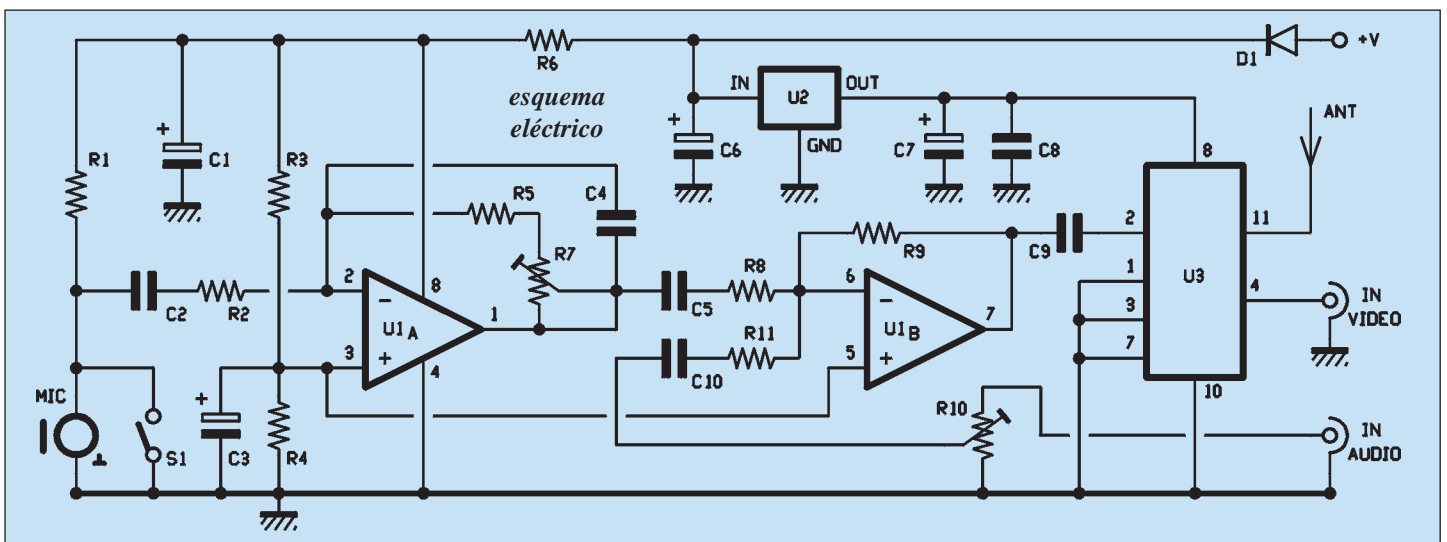 +V
D1
R6
esquema
eléctrico
IN
U2
OUT
GND
ANT
R1
+
C1
R3
+
C6
+
C7
C8
8
R5
C4
R7
R9
C9
2
11
1
U3
4
IN
VIDEO
3
7
10
C2
R2
2
-
8
U1A
1
3
+
4
C5
R8
6
-
U1B
7
5
+
R11
C10
MIC
S1
+
C3
R4
R10
IN
AUDIO